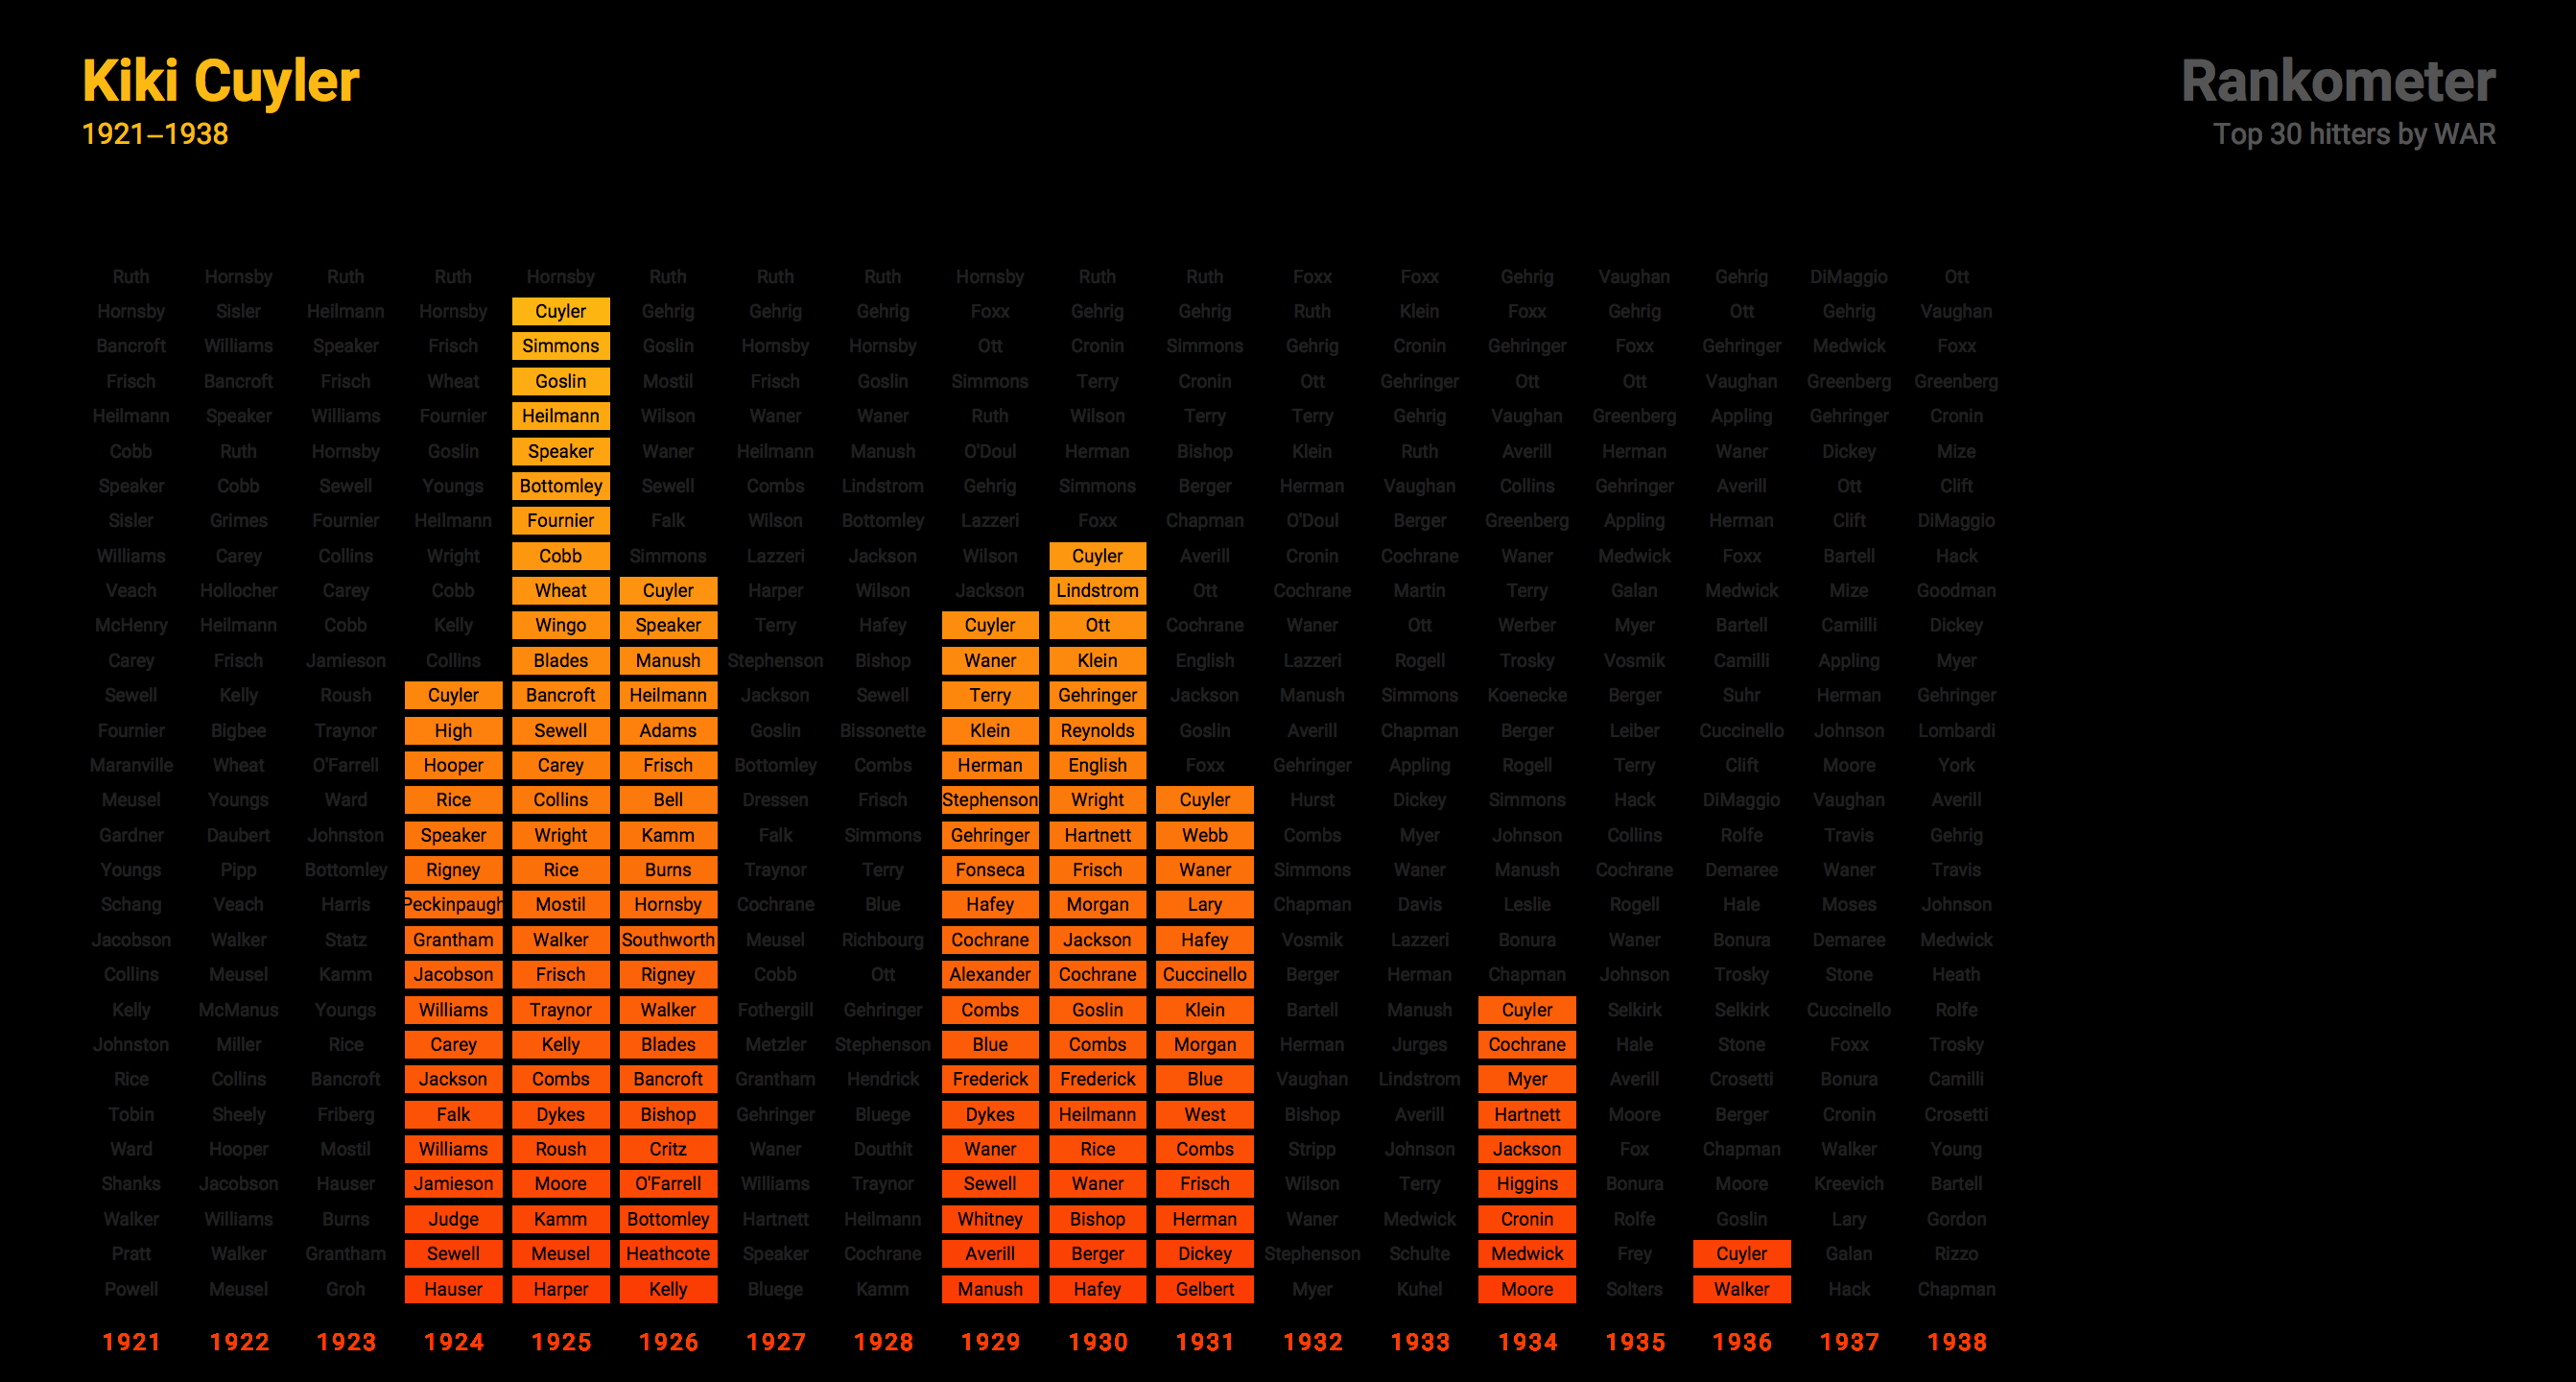 Kiki Cuyler
1921–1938
Rankometer
Top 30 hitters by WAR
Ruth Hornsby Ruth Ruth Hornsby Ruth Ruth Ruth Hornsby Ruth Ruth Foxx Foxx Gehrig Vaughan Gehrig DiMaggio Ott
Hornsby Sisler Heilmann Hornsby Cuyler Gehrig Gehrig Gehrig Foxx Gehrig Gehrig Ruth Klein Foxx Gehrig Ott Gehrig Vaughan
Bancroft Williams Speaker Frisch Simmons Goslin Hornsby Hornsby Ott Cronin Simmons Gehrig Cronin Gehringer Foxx Gehringer Medwick Foxx
Frisch Bancroft Frisch Wheat Goslin Mostil Frisch Goslin Simmons Terry Cronin Ott Gehringer Ott Ott Vaughan Greenberg Greenberg
Heilmann Speaker Williams Fournier Heilmann Wilson Waner Waner Ruth Wilson Terry Terry Gehrig Vaughan Greenberg Appling Gehringer Cronin
Cobb Ruth Hornsby Goslin Speaker Waner Heilmann Manush O'Doul Herman Bishop Klein Ruth Averill Herman Waner Dickey Mize
Speaker Cobb Sewell Youngs Bottomley Sewell Combs Lindstrom Gehrig Simmons Berger Herman Vaughan Collins Gehringer Averill Ott Clift
Sisler Grimes Fournier Heilmann Fournier Falk Wilson Bottomley Lazzeri Foxx Chapman O'Doul Berger Greenberg Appling Herman Clift DiMaggio
Williams Carey Collins Wright Cobb Simmons Lazzeri Jackson Wilson Cuyler Averill Cronin Cochrane Waner Medwick Foxx Bartell Hack
Veach Hollocher Carey Cobb Wheat Cuyler Harper Wilson Jackson Lindstrom Ott Cochrane Martin Terry Galan Medwick Mize Goodman
McHenry Heilmann Cobb Kelly Wingo Speaker Terry Hafey Cuyler Ott Cochrane Waner Ott Werber Myer Bartell Camilli Dickey
Carey Frisch Jamieson Collins Blades Manush Stephenson Bishop Waner Klein English Lazzeri Rogell Trosky Vosmik Camilli Appling Myer
Sewell Kelly Roush Cuyler Bancroft Heilmann Jackson Sewell Terry Gehringer Jackson Manush Simmons Koenecke Berger Suhr Herman Gehringer
Fournier Bigbee Traynor High Sewell Adams Goslin Bissonette Klein Reynolds Goslin Averill Chapman Berger Leiber Cuccinello Johnson Lombardi
Maranville Wheat O'Farrell Hooper Carey Frisch Bottomley Combs Herman English Foxx Gehringer Appling Rogell Terry Clift Moore York
Meusel Youngs Ward Rice Collins Bell Dressen Frisch Stephenson Wright Cuyler Hurst Dickey Simmons Hack DiMaggio Vaughan Averill
Gardner Daubert Johnston Speaker Wright Kamm Falk Simmons Gehringer Hartnett Webb Combs Myer Johnson Collins Rolfe Travis Gehrig
Youngs Pipp Bottomley Rigney Rice Burns Traynor Terry Fonseca Frisch Waner Simmons Waner Manush Cochrane Demaree Waner Travis
Schang Veach Harris Peckinpaugh Mostil Hornsby Cochrane Blue Hafey Morgan Lary Chapman Davis Leslie Rogell Hale Moses Johnson
Jacobson Walker Statz Grantham Walker Southworth Meusel Richbourg Cochrane Jackson Hafey Vosmik Lazzeri Bonura Waner Bonura Demaree Medwick
Collins Meusel Kamm Jacobson Frisch Rigney Cobb Ott Alexander Cochrane Cuccinello Berger Herman Chapman Johnson Trosky Stone Heath
Kelly McManus Youngs Williams Traynor Walker Fothergill Gehringer Combs Goslin Klein Bartell Manush Cuyler Selkirk Selkirk Cuccinello Rolfe
Johnston Miller Rice Carey Kelly Blades Metzler Stephenson Blue Combs Morgan Herman Jurges Cochrane Hale Stone Foxx Trosky
Rice Collins Bancroft Jackson Combs Bancroft Grantham Hendrick Frederick Frederick Blue Vaughan Lindstrom Myer Averill Crosetti Bonura Camilli
Tobin Sheely Friberg Falk Dykes Bishop Gehringer Bluege Dykes Heilmann West Bishop Averill Hartnett Moore Berger Cronin Crosetti
Ward Hooper Mostil Williams Roush Critz Waner Douthit Waner Rice Combs Stripp Johnson Jackson Fox Chapman Walker Young
Shanks Jacobson Hauser Jamieson Moore O'Farrell Williams Traynor Sewell Waner Frisch Wilson Terry Higgins Bonura Moore Kreevich Bartell
Walker Williams Burns Judge Kamm Bottomley Hartnett Heilmann Whitney Bishop Herman Waner Medwick Cronin Rolfe Goslin Lary Gordon
Pratt Walker Grantham Sewell Meusel Heathcote Speaker Cochrane Averill Berger Dickey Stephenson Schulte Medwick Frey Cuyler Galan Rizzo
Powell Meusel Groh Hauser Harper Kelly Bluege Kamm Manush Hafey Gelbert Myer Kuhel Moore Solters Walker Hack Chapman
1921 1922 1923 1924 1925 1926 1927 1928 1929 1930 1931 1932 1933 1934 1935 1936 1937 1938